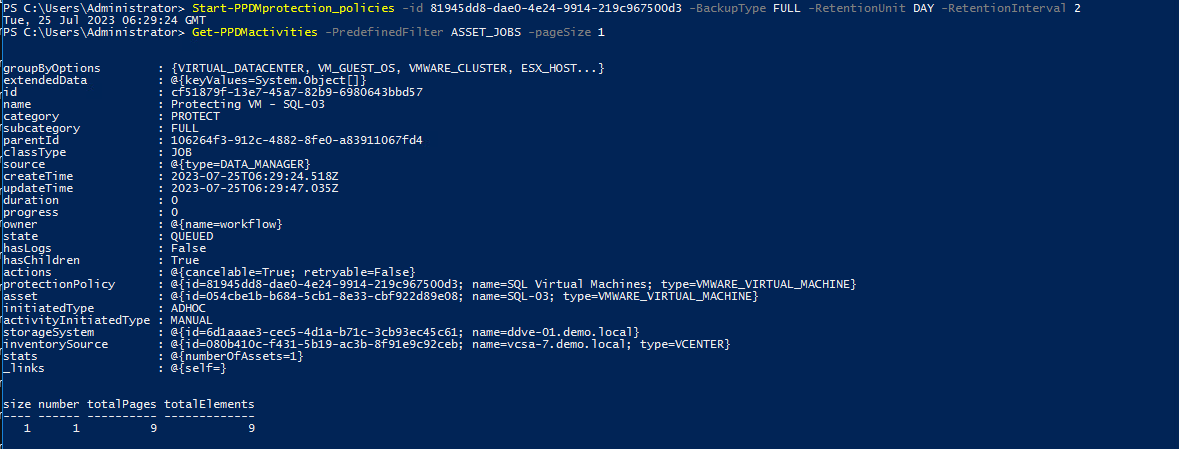 PS C:\Users\Administrator> Start-PPDMprotection_policies -id 81945dd8-dae0-4e24-9914-219c967500d3 -BackupType FULL -RetentionUnit DAY -RetentionInterval 2
Tue, 25 Jul 2023 06:29:24 GMT
PS C:\Users\Administrator> Get-PPDMactivities -PredefinedFilter ASSET_JOBS -pageSize 1
groupByOptions : {VIRTUAL_DATACENTER, VM_GUEST_OS, VMWARE_CLUSTER, ESX_HOST...}
extendedData : @{keyValues=System.Object[]}
id : cf51879f-13e7-45a7-82b9-6980643bbd57
name : Protecting VM - SQL-03
category : PROTECT
subcategory : FULL
parentId : 106264f3-912c-4882-8fe0-a83911067fd4
classType : JOB
source : @{type=DATA_MANAGER}
createTime : 2023-07-25T06:29:24.518Z
updateTime : 2023-07-25T06:29:47.035Z
duration : 0
progress : 0
owner : @{name=workflow}
state : QUEUED
hasLogs : False
hasChildren : True
actions : @{cancelable=True; retryable=False}
protectionPolicy : @{id=81945dd8-dae0-4e24-9914-219c967500d3; name=SQL Virtual Machines; type=VMWARE_VIRTUAL_MACHINE}
asset : @{id=054cbe1b-b684-5cb1-8e33-cbf922d89e08; name=SQL-03; type=VMWARE_VIRTUAL_MACHINE}
initiatedType : ADHOC
activityInitiatedType : MANUAL
storageSystem : @{id=6d1aaae3-cec5-4d1a-b71c-3cb93ec45c61; name=ddve-01.demo.local}
inventorySource : @{id=080b410c-f431-5b19-ac3b-8f91e9c92ceb; name=vcsa-7.demo.local; type=VCENTER}
stats : @{numberOfAssets=1}
_links : @{self=}
size number totalPages totalElements
---- ------ ---------- -------------
1 1 9 9